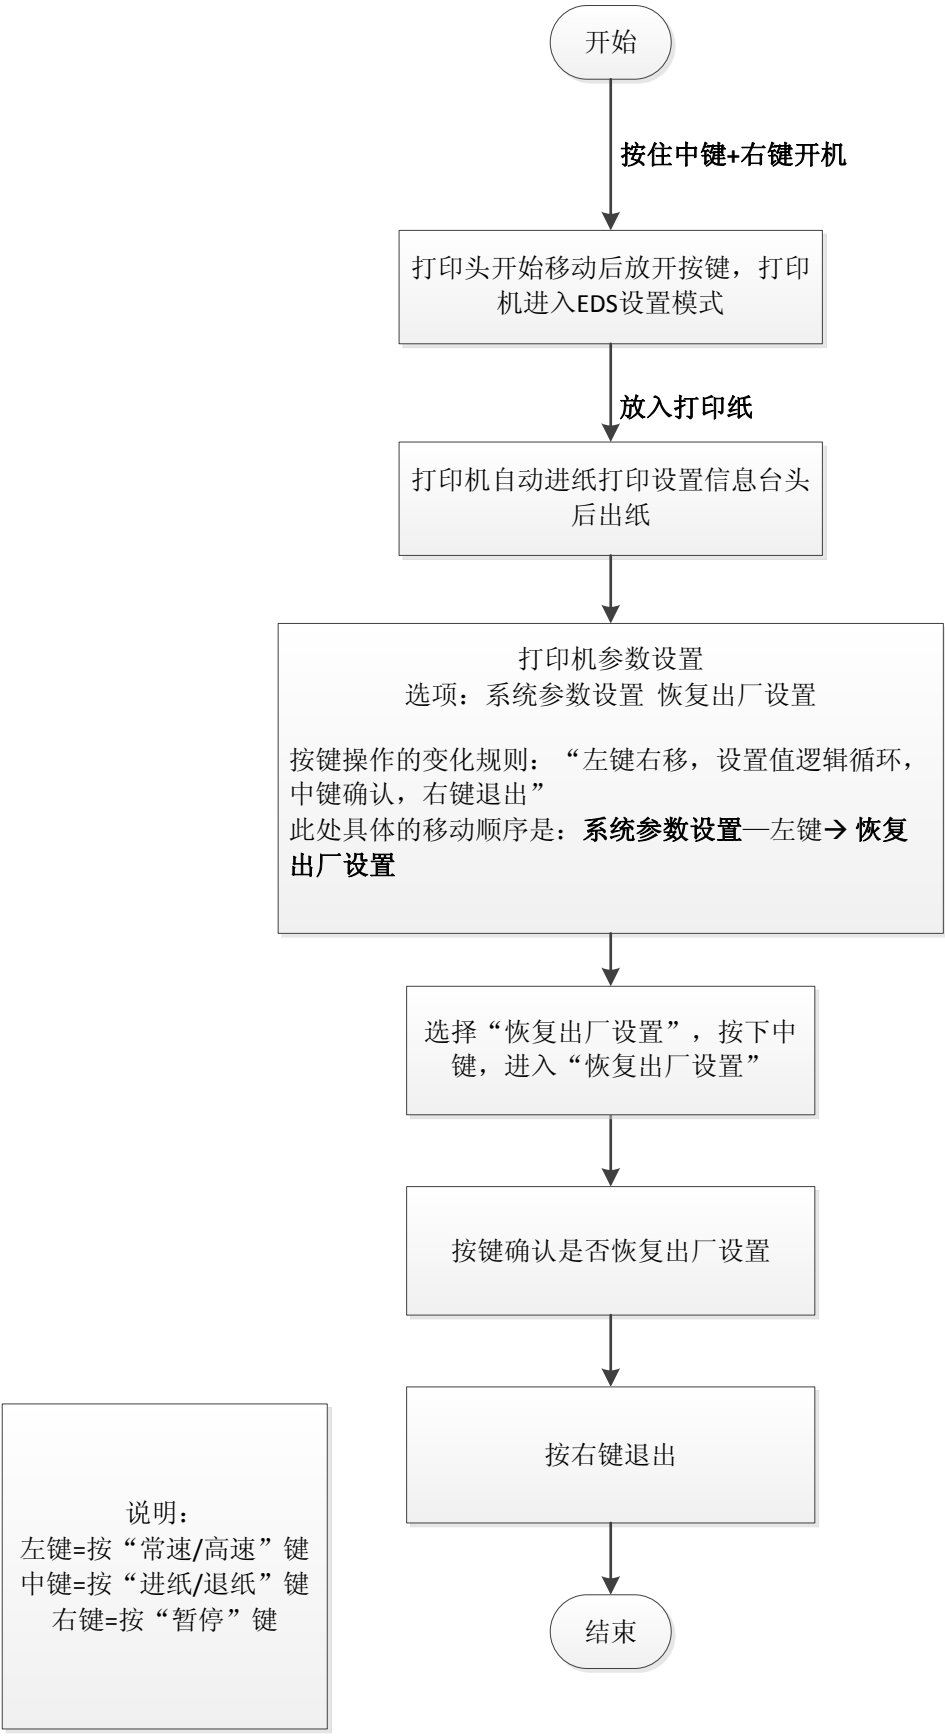 开始
按住中键+右键开机
打印头开始移动后放开按键，打印
机进入EDS设置模式
放入打印纸
打印机自动进纸打印设置信息台头
后出纸
打印机参数设置
选项：系统参数设置 恢复出厂设置
按键操作的变化规则：“左键右移，设置值逻辑循环，
中键确认，右键退出”
此处具体的移动顺序是：系统参数设置—左键→ 恢复
出厂设置
选择“恢复出厂设置”，按下中
键，进入“恢复出厂设置”
按键确认是否恢复出厂设置
按右键退出
结束
说明：
左键=按“常速/高速”键
中键=按“进纸/退纸”键
右键=按“暂停”键